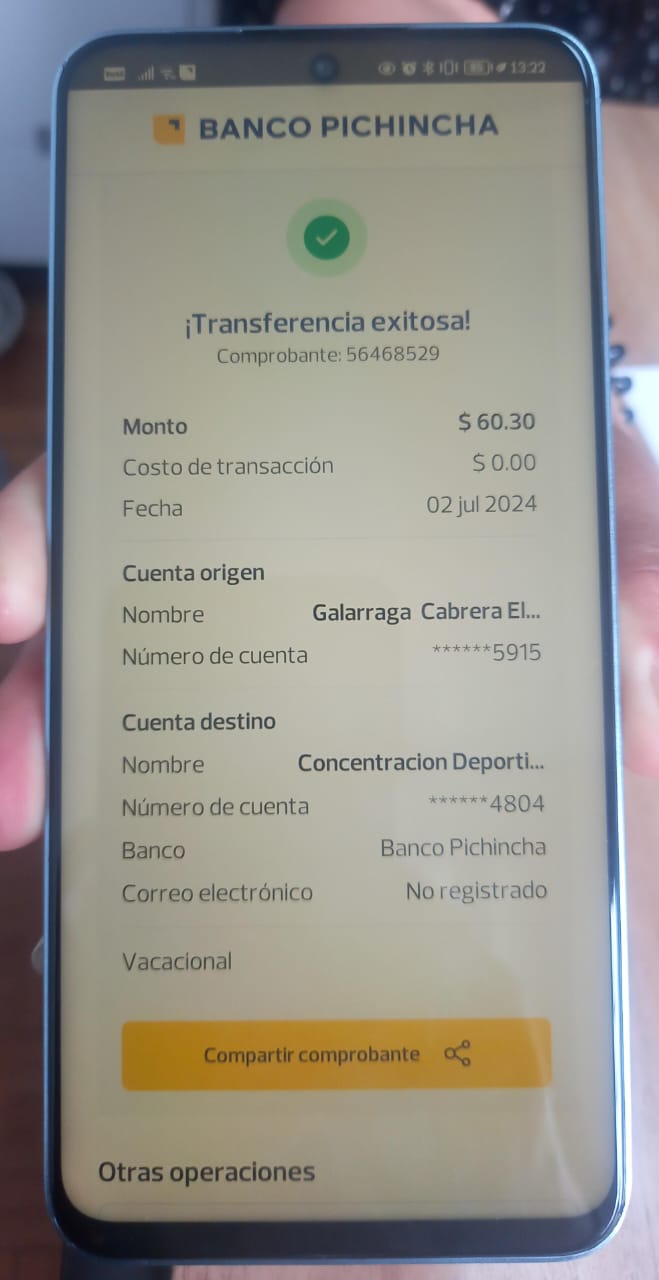 13:22
BANCO PICHINCHA
¡Transferencia exitosa!
Comprobante: 56468529
Monto $ 60.30
Costo de transacción $ 0.00
Fecha 02 jul 2024
Cuenta origen
Nombre Galarraga Cabrera El...
Número de cuenta ******5915
Cuenta destino
Nombre Concentracion Deporti...
Número de cuenta ******4804
Banco Banco Pichincha
Correo electrónico No registrado
Vacacional
Compartir comprobante
Otras operaciones